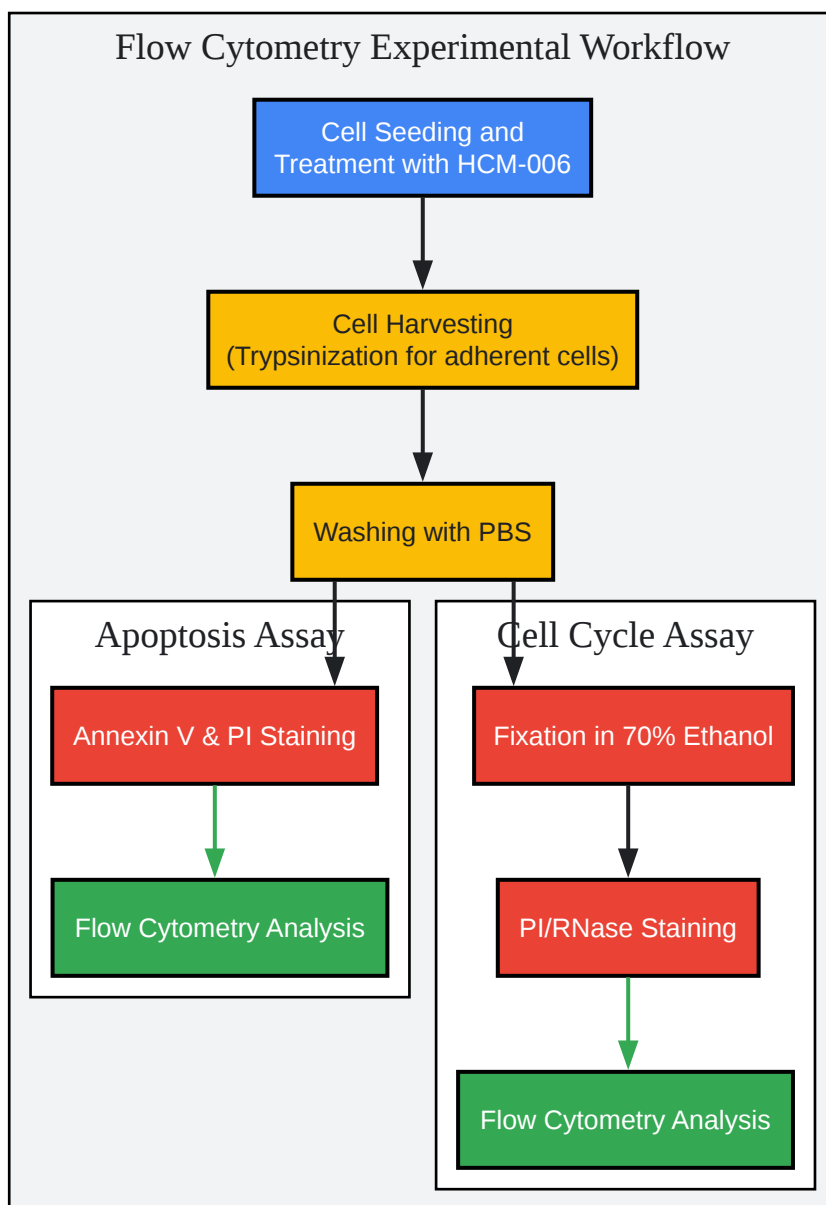 Flow Cytometry Experimental Workflow
Cell Seeding and
Treatment with HCM-006
Cell Harvesting
(Trypsinization for adherent cells)
Washing with PBS
Apoptosis Assay
Annexin V & PI Staining
Flow Cytometry Analysis
Cell Cycle Assay
Fixation in 70% Ethanol
PI/RNase Staining
Flow Cytometry Analysis